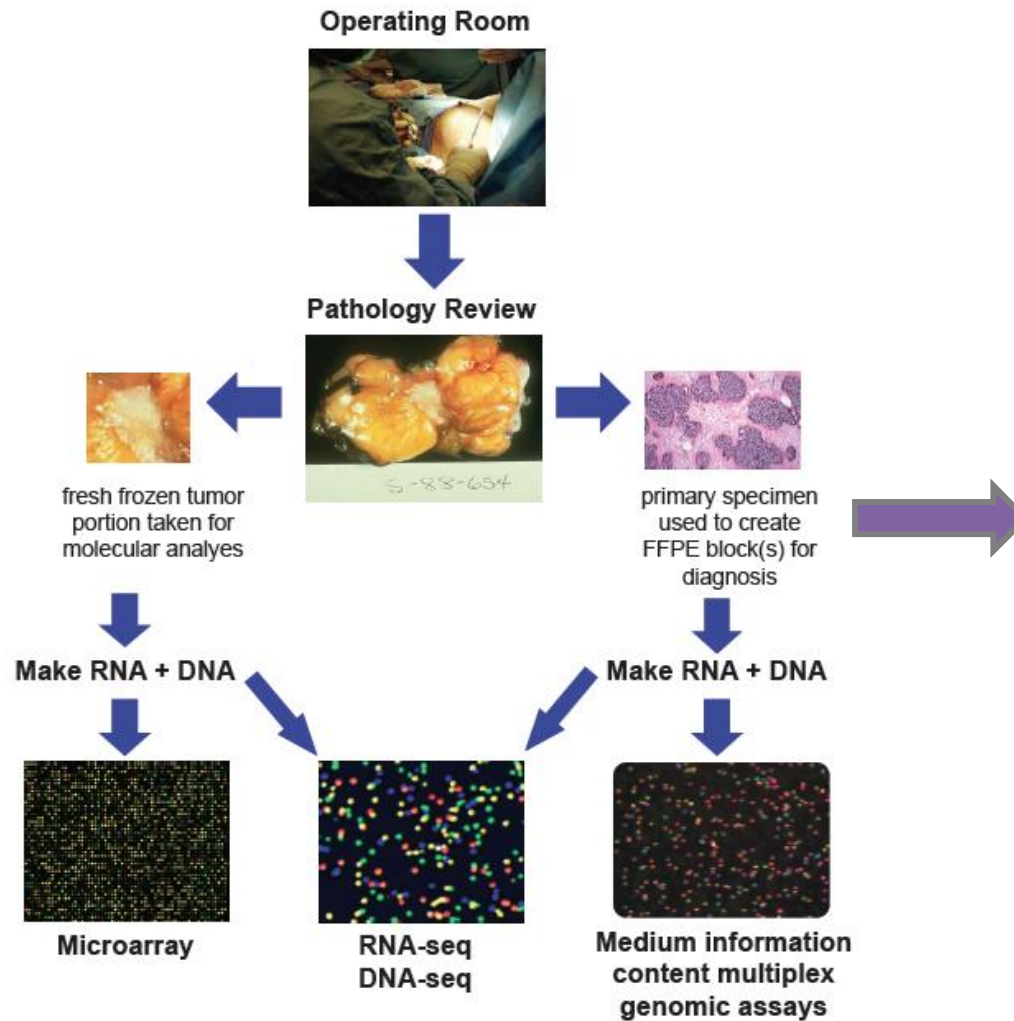 Operating Room
Pathology Review
S-88-654
fresh frozen tumor
portion taken for
molecular analyes
primary specimen
used to create
FFPE block(s) for
diagnosis
Make RNA + DNA
Make RNA + DNA
Microarray
RNA-seq
DNA-seq
Medium information
content multiplex
genomic assays